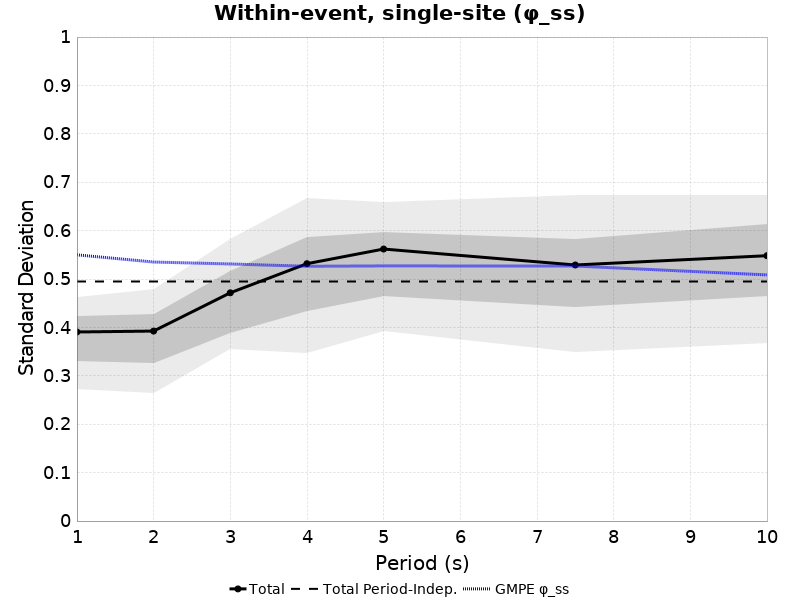 Within-event, single-site (φ_ss)
Standard Deviation
1
0.9
0.8
0.7
0.6
0.5
0.4
0.3
0.2
0.1
0
1 2 3 4 5 6 7 8 9 10
Period (s)
Total Total Period-Indep. GMPE φ_ss